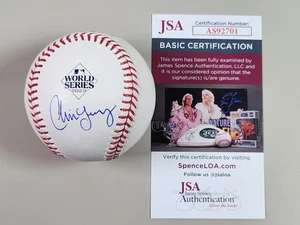 WORLD
SERIES
JSA
Certification Number
AS92701
BASIC CERTIFICATION
This item has been fully examined by
James Spence Authentication, LLC and it
is our considered opinion that the
signature(s) is/are genuine.
Verify this certification by visiting
SpenceLOA.com
Follow us @jsaloa
JSA
James Spence
Authentication